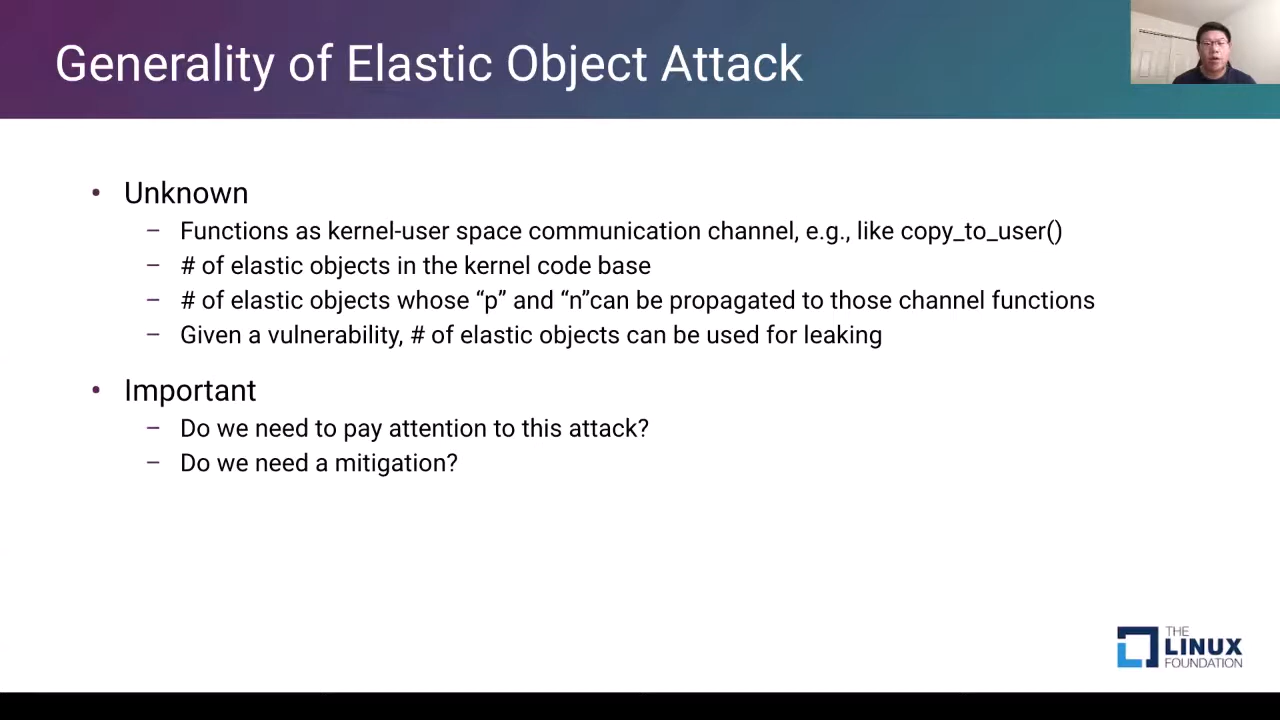 Generality of Elastic Object Attack
• Unknown
– Functions as kernel-user space communication channel, e.g., like copy_to_user()
– # of elastic objects in the kernel code base
– # of elastic objects whose “p” and “n”can be propagated to those channel functions
– Given a vulnerability, # of elastic objects can be used for leaking
• Important
– Do we need to pay attention to this attack?
– Do we need a mitigation?
THE
LINUX
FOUNDATION